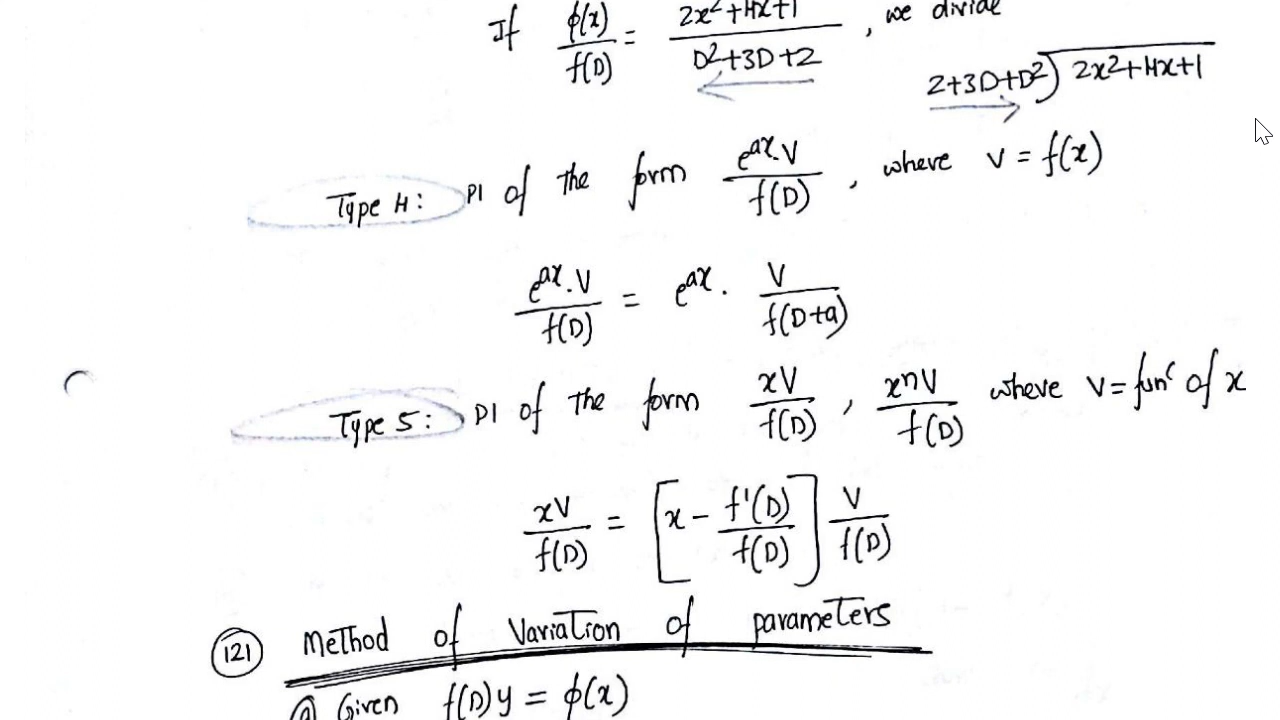 If ϕ(x)/f(D) = 2x²+4x+1/D²+3D+2 , we divide
2+3D+D²) 2x²+4x+1
Type 4: PI of the form e^{ax}.V/f(D) , where V = f(x)
e^{ax}.V/f(D) = e^{ax} . V/f(D+a)
Type 5: PI of the form xV/f(D) , xⁿV/f(D) where V = funᶜ of x
xV/f(D) = [x - f'(D)/f(D)] V/f(D)
121 Method of Variation of parameters
Given f(D)y = ϕ(x)